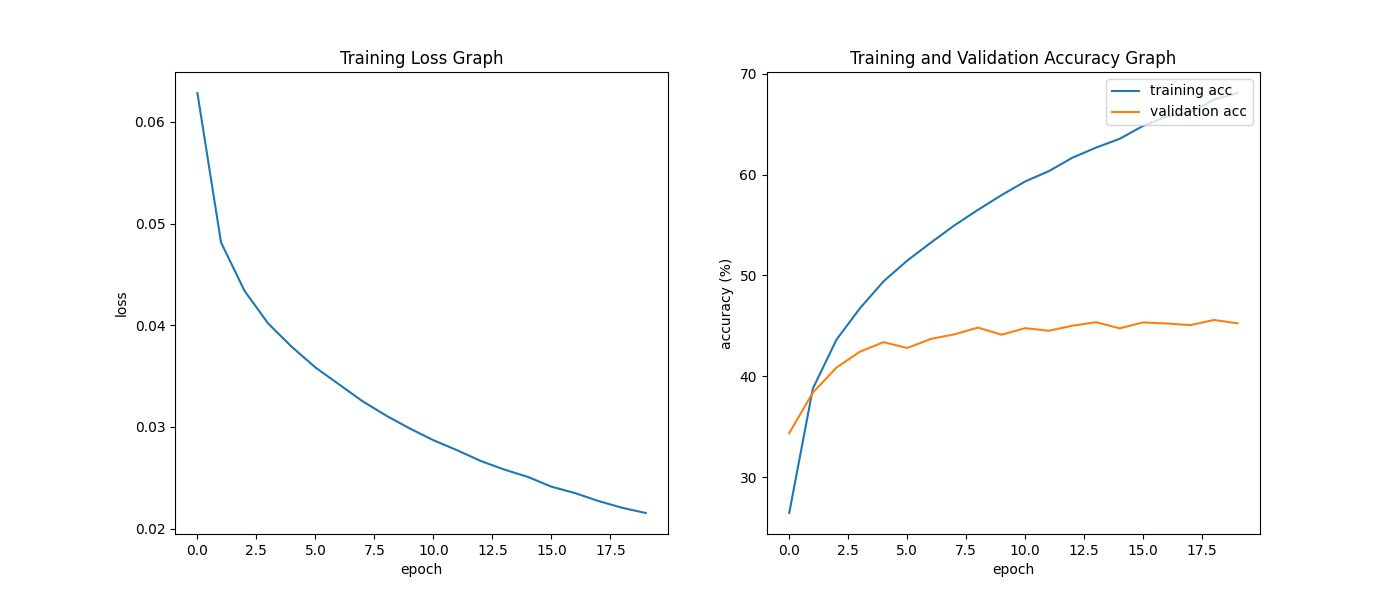 Training Loss Graph
0.06
0.05
0.04
0.03
0.02
loss
0.0 2.5 5.0 7.5 10.0 12.5 15.0 17.5
epoch
Training and Validation Accuracy Graph
training acc
validation acc
70
60
50
40
30
accuracy (%)
0.0 2.5 5.0 7.5 10.0 12.5 15.0 17.5
epoch